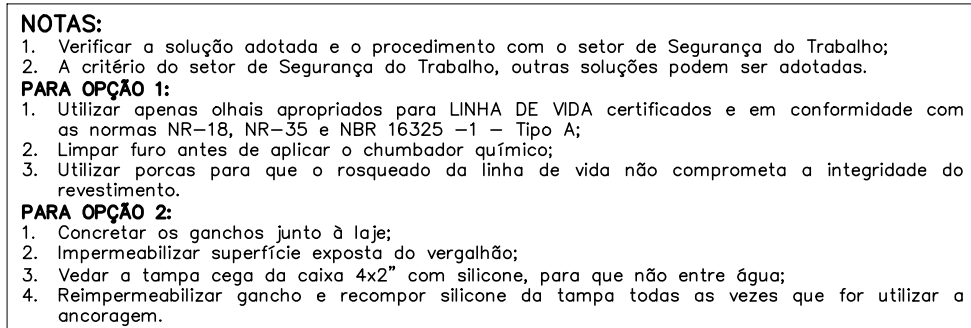 NOTAS:
1. Verificar a solução adotada e o procedimento com o setor de Segurança do Trabalho;
2. A critério do setor de Segurança do Trabalho, outras soluções podem ser adotadas.
PARA OPÇÃO 1:
1. Utilizar apenas olhais apropriados para LINHA DE VIDA certificados e em conformidade com
as normas NR-18, NR-35 e NBR 16325 -1 - Tipo A;
2. Limpar furo antes de aplicar o chumbador químico;
3. Utilizar porcas para que o rosqueado da linha de vida não comprometa a integridade do
revestimento.
PARA OPÇÃO 2:
1. Concretar os ganchos junto à laje;
2. Impermeabilizar superfície exposta do vergalhão;
3. Vedar a tampa cega da caixa 4x2" com silicone, para que não entre água;
4. Reimpermeabilizar gancho e recompor silicone da tampa todas as vezes que for utilizar a
ancoragem.